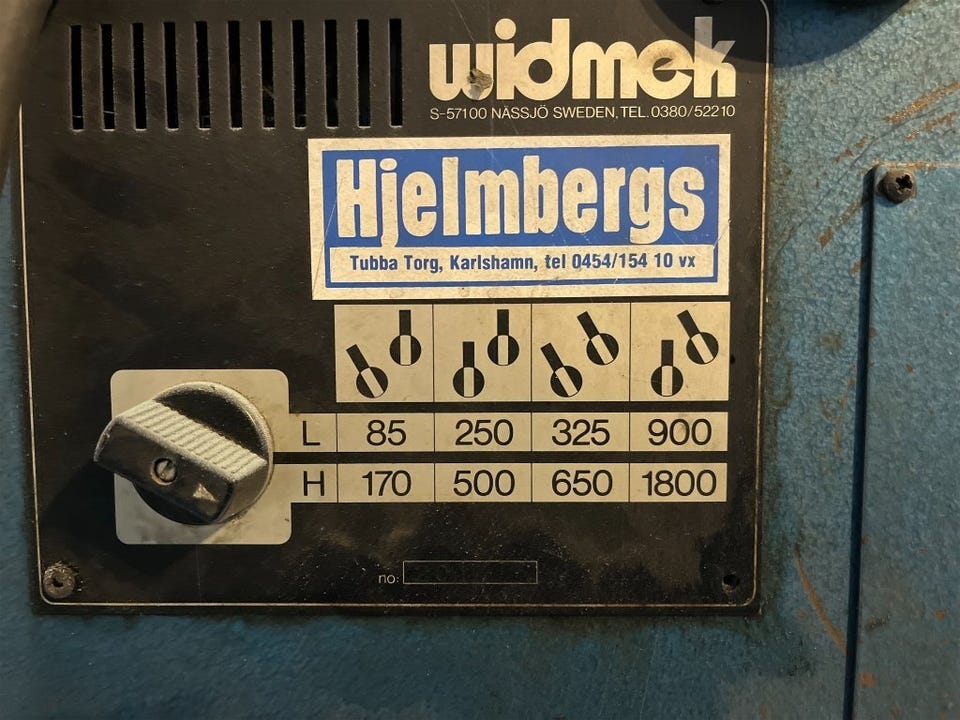 widmek
S-57100 NÄSSJÖ SWEDEN, TEL. 0380/52210
Hjelmbergs
Tubba Torg, Karlshamn, tel 0454/154 10 vx
L 85 250 325 900
H 170 500 650 1800
no: